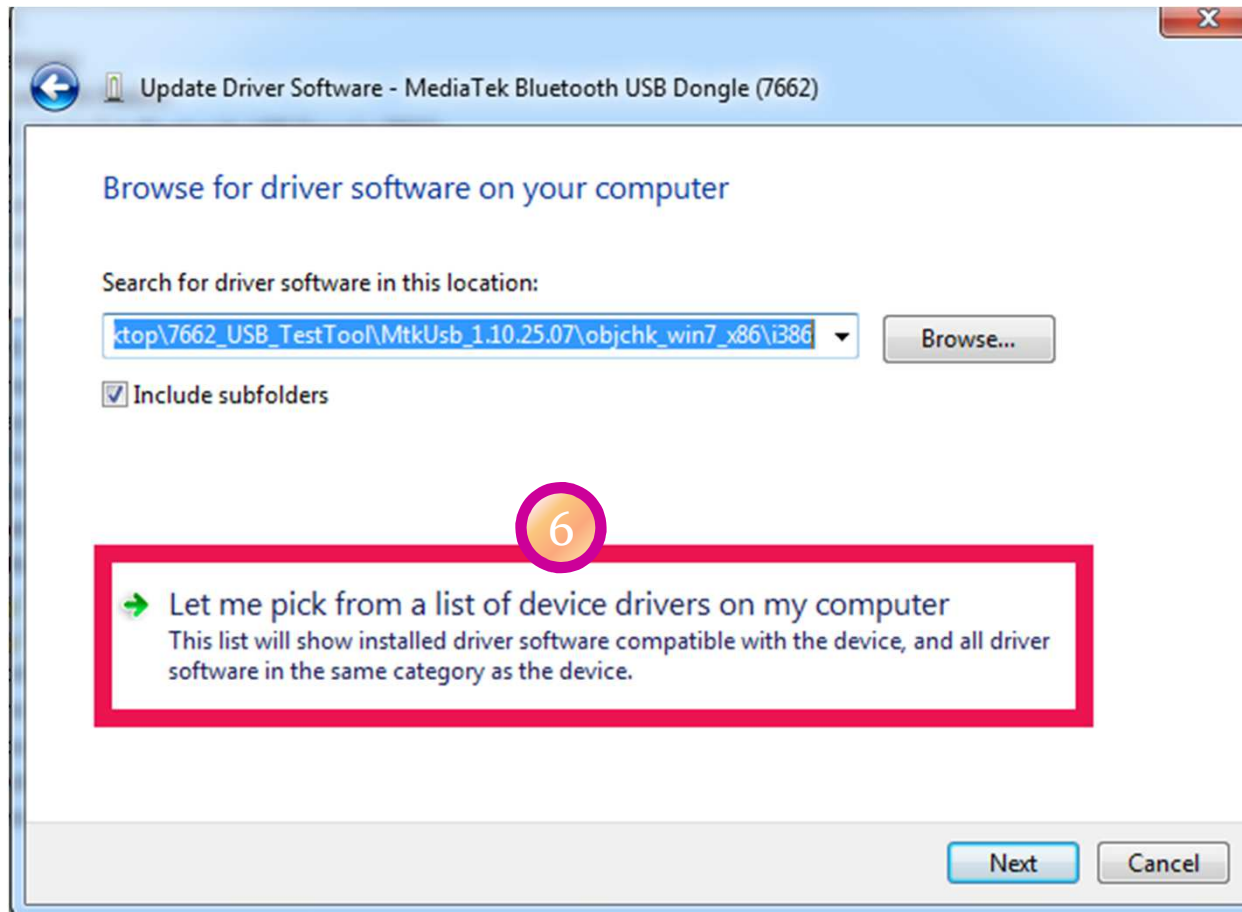 x
Update Driver Software - MediaTek Bluetooth USB Dongle (7662)
Browse for driver software on your computer
Search for driver software in this location:
ktop\7662_USB_TestTool\MtkUsb_1.10.25.07\objchk_win7_x86\i386
Browse...
Include subfolders
6
Let me pick from a list of device drivers on my computer
This list will show installed driver software compatible with the device, and all driver
software in the same category as the device.
Next
Cancel